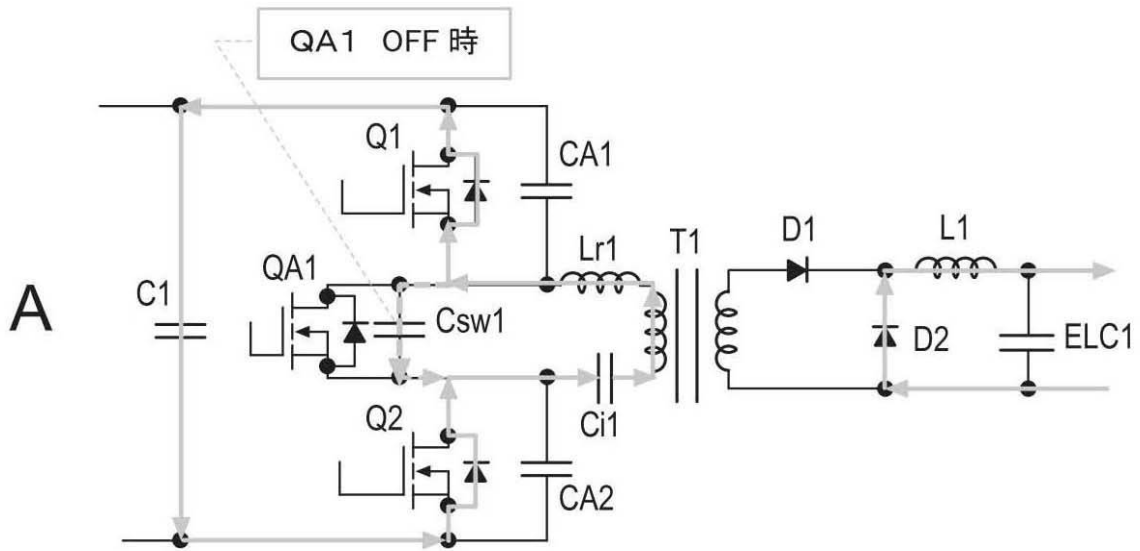 QA1 OFF 時
Q1
CA1
Lr1
T1
D1
L1
QA1
C1
A
Csw1
D2
ELC1
Q2
Ci1
CA2